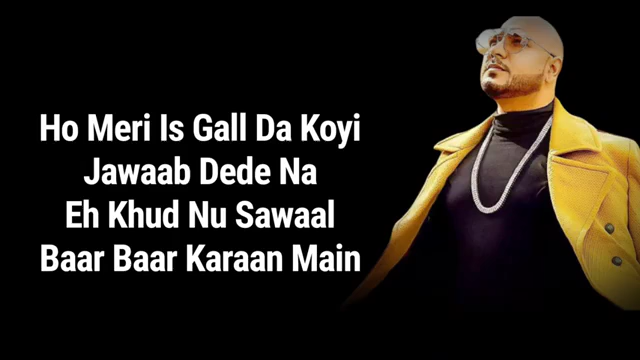 Ho Meri Is Gall Da Koyi
Jawaab Dede Na
Eh Khud Nu Sawaal
Baar Baar Karaan Main